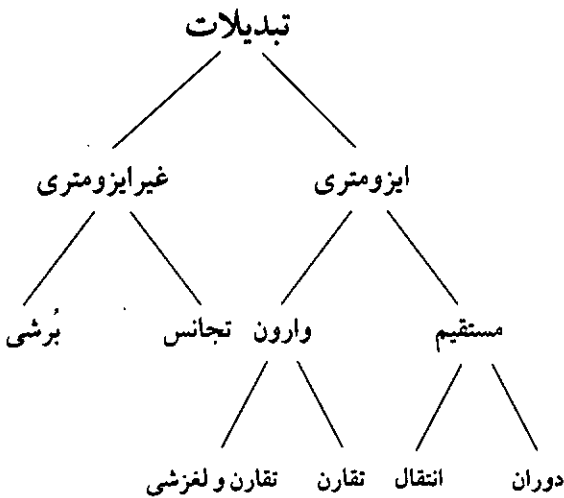 تبدیلات
ایزومتری غیرایزومتری
مستقیم وارون تجانس بُرشی
دوران انتقال تقارن تقارن و لغزشی